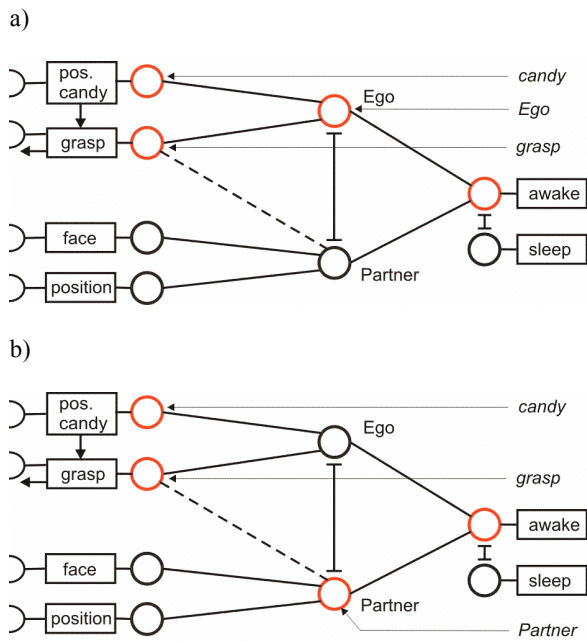 a)
pos.
candy
candy
Ego
Ego
grasp
grasp
awake
face
sleep
position
Partner
b)
pos.
candy
candy
Ego
grasp
grasp
awake
face
sleep
position
Partner
Partner